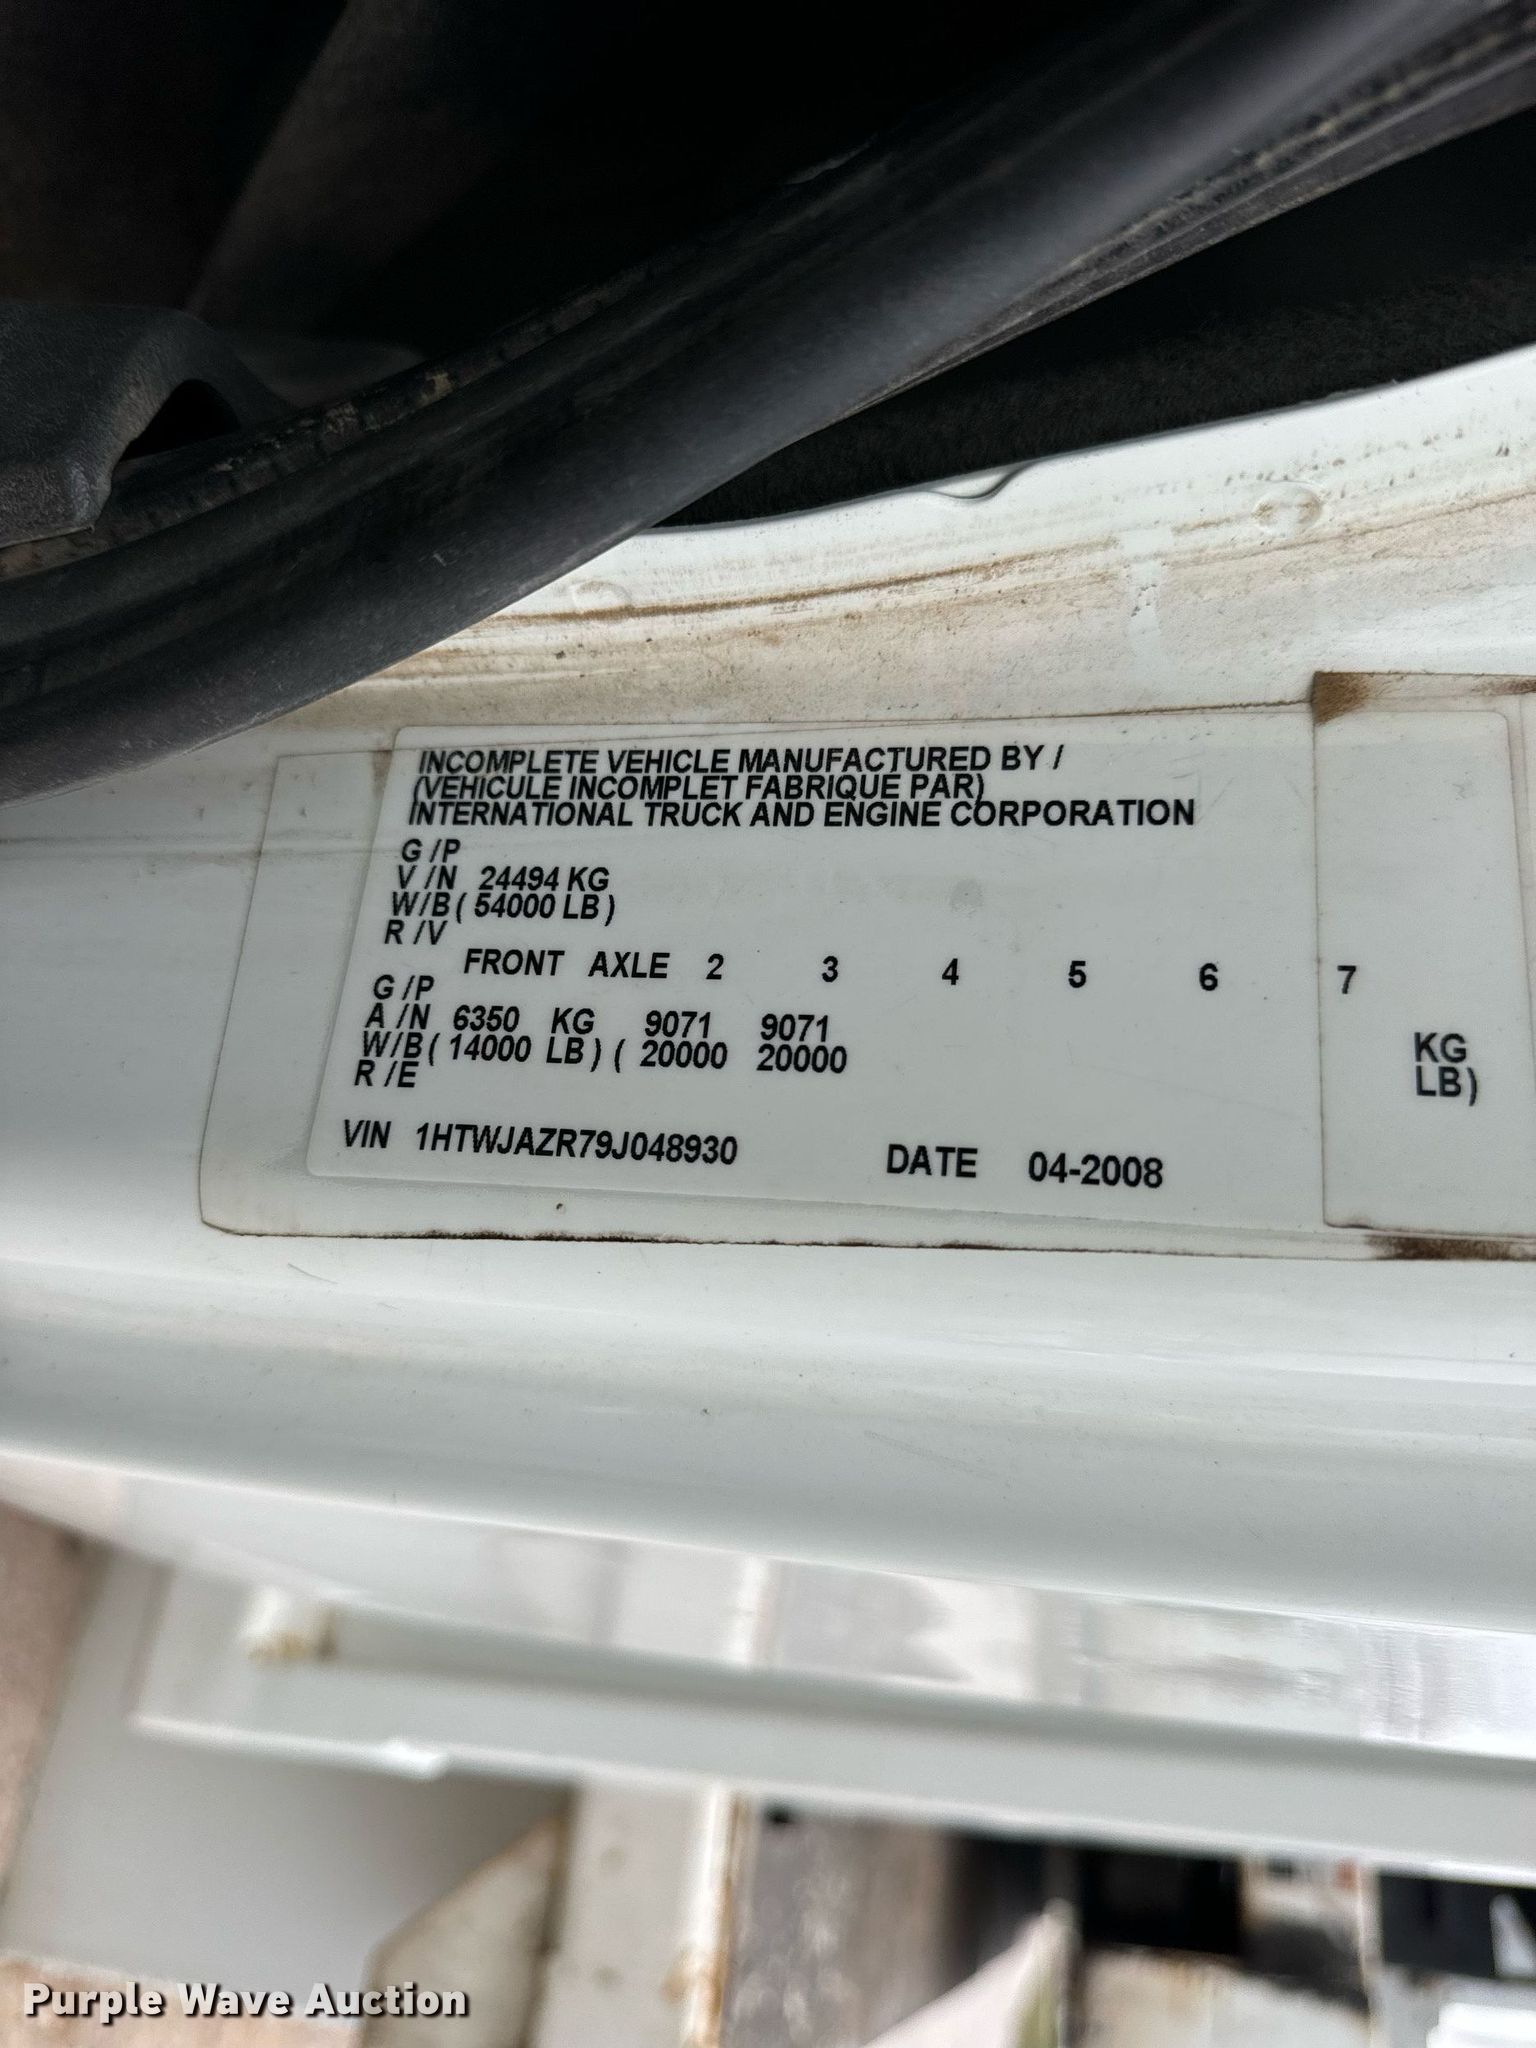 INCOMPLETE VEHICLE MANUFACTURED BY /
(VEHICULE INCOMPLET FABRIQUE PAR)
INTERNATIONAL TRUCK AND ENGINE CORPORATION
G /P
V /N 24494 KG
W/B ( 54000 LB )
R /V
FRONT AXLE 2 3 4 5 6 7
G /P
A /N 6350 KG 9071 9071 KG
W/B ( 14000 LB ) ( 20000 20000 LB )
R /E
VIN 1HTWJAZR79J048930 DATE 04-2008
Purple Wave Auction